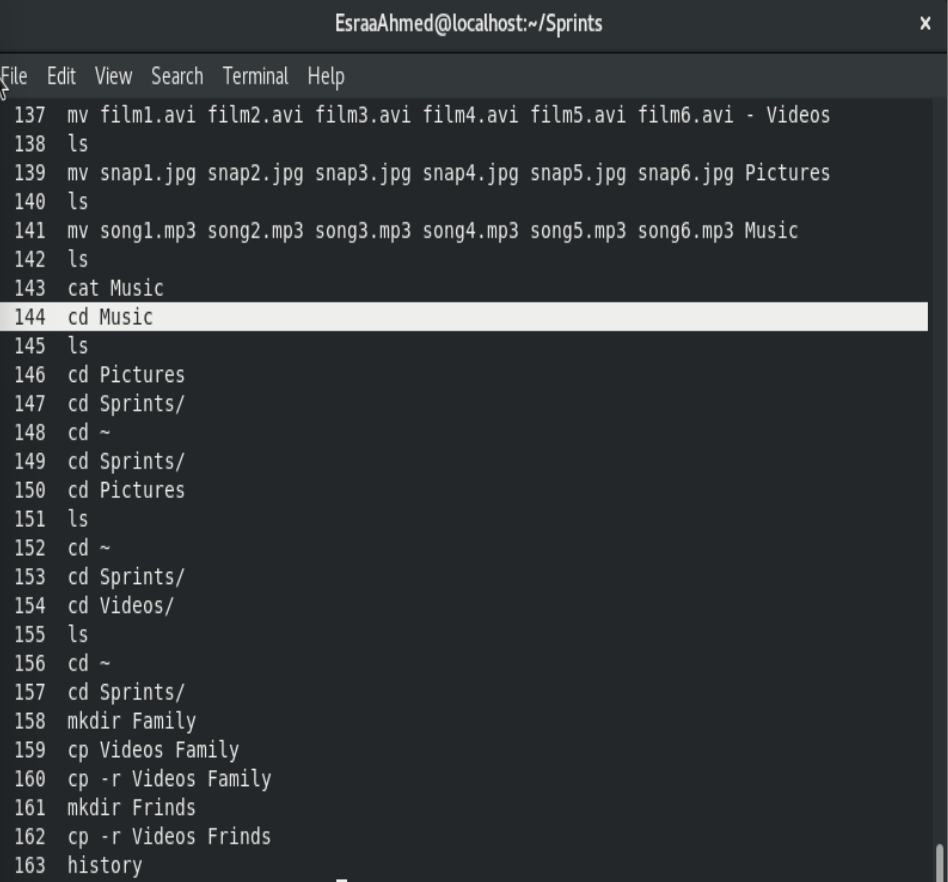 EsraaAhmed@localhost:~/Sprints x
File Edit View Search Terminal Help
137 mv film1.avi film2.avi film3.avi film4.avi film5.avi film6.avi - Videos
138 ls
139 mv snap1.jpg snap2.jpg snap3.jpg snap4.jpg snap5.jpg snap6.jpg Pictures
140 ls
141 mv song1.mp3 song2.mp3 song3.mp3 song4.mp3 song5.mp3 song6.mp3 Music
142 ls
143 cat Music
144 cd Music
145 ls
146 cd Pictures
147 cd Sprints/
148 cd ~
149 cd Sprints/
150 cd Pictures
151 ls
152 cd ~
153 cd Sprints/
154 cd Videos/
155 ls
156 cd ~
157 cd Sprints/
158 mkdir Family
159 cp Videos Family
160 cp -r Videos Family
161 mkdir Frinds
162 cp -r Videos Frinds
163 history